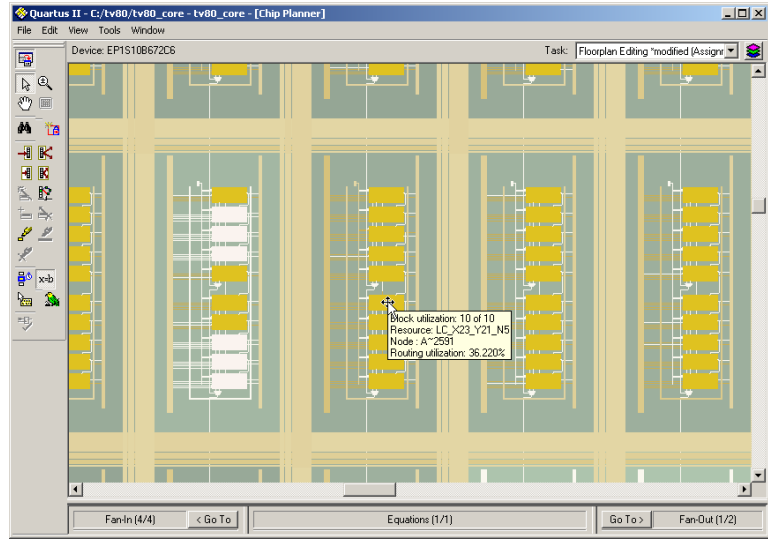 Quartus II - C:/tv80/tv80_core - tv80_core - [Chip Planner]
File Edit View Tools Window
Device: EP1S10B672C6
Task: Floorplan Editing *modified (Assignr
x=b
Block utilization: 10 of 10
Resource: LC_X23_Y21_N5
Node : A~2591
Routing utilization: 36.220%
Fan-In (4/4) < Go To Equations (1/1) Go To > Fan-Out (1/2)